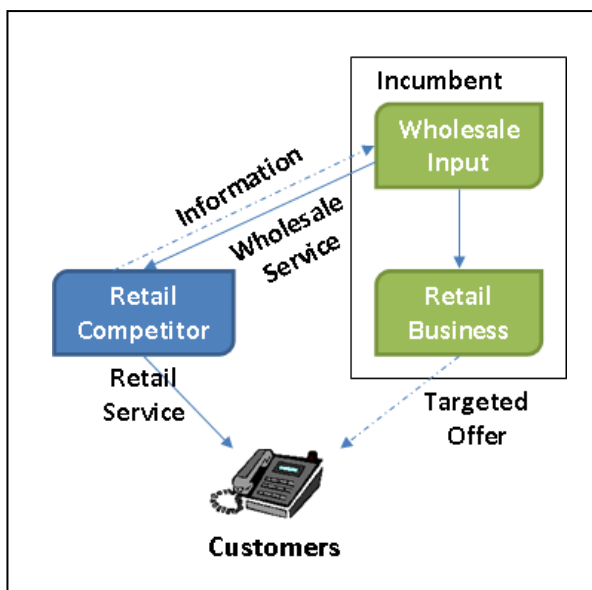 Incumbent
Wholesale
Input
Information
Wholesale
Service
Retail
Competitor
Retail
Business
Retail
Service
Targeted
Offer
Customers